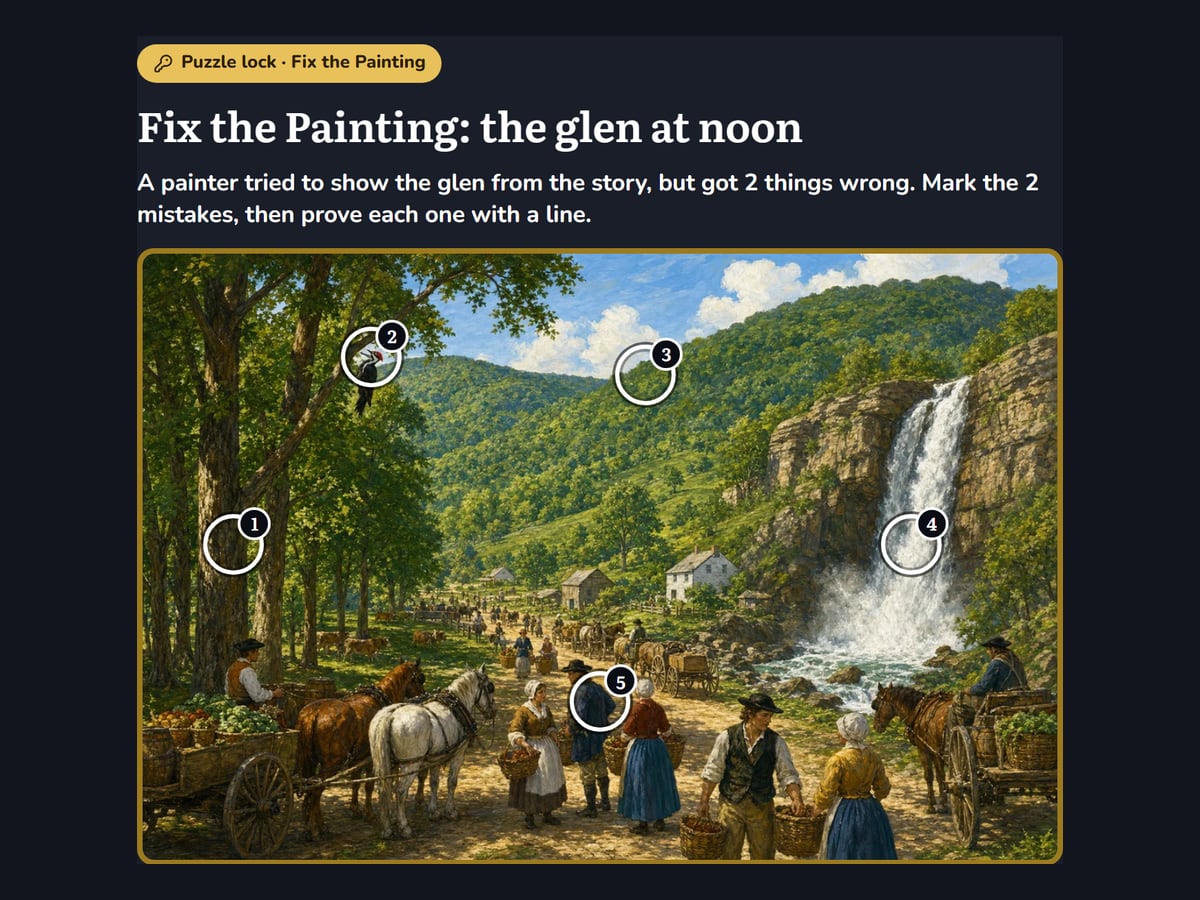 Puzzle lock · Fix the Painting
Fix the Painting: the glen at noon
A painter tried to show the glen from the story, but got 2 things wrong. Mark the 2
mistakes, then prove each one with a line.
2
3
1
4
5